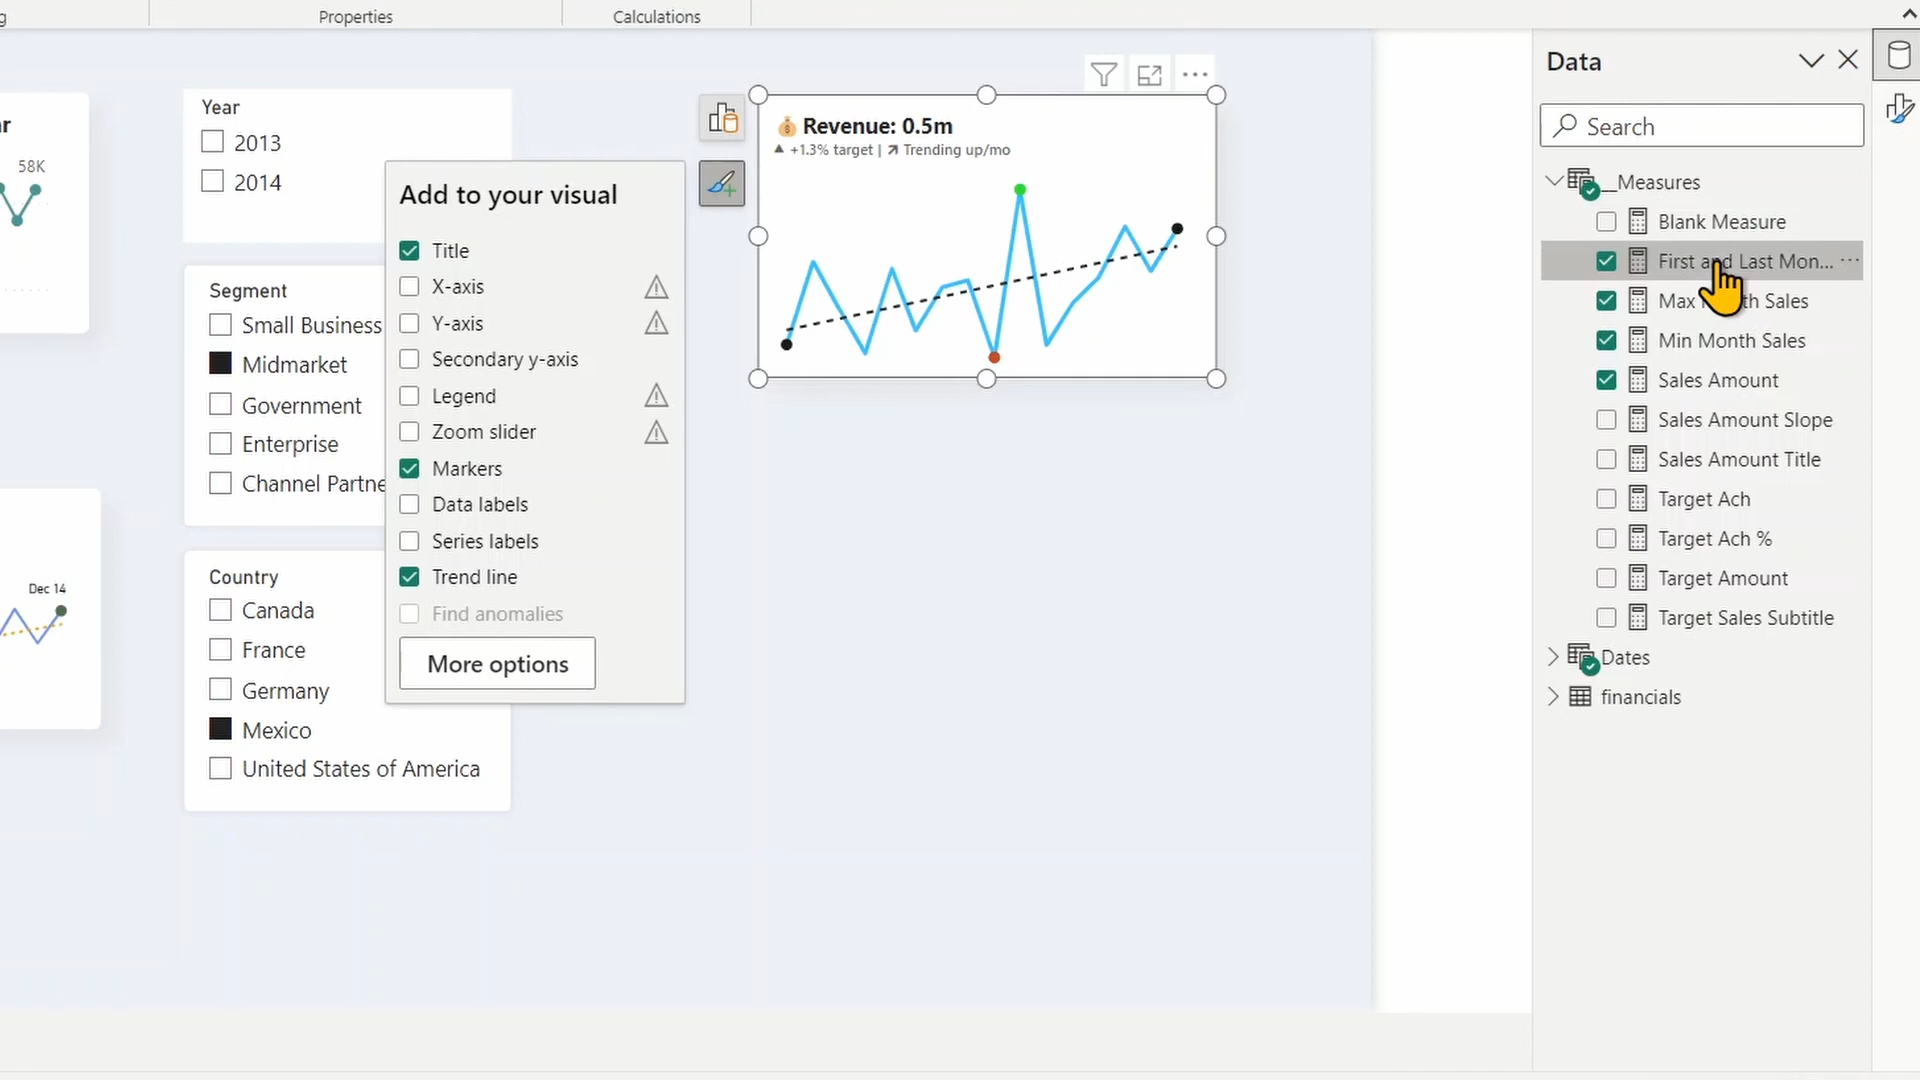 Properties
Calculations
58K
Dec 14
Year
2013
2014
Segment
Small Business
Midmarket
Government
Enterprise
Channel Partne
Country
Canada
France
Germany
Mexico
United States of America
Add to your visual
Title
X-axis
Y-axis
Secondary y-axis
Legend
Zoom slider
Markers
Data labels
Series labels
Trend line
Find anomalies
More options
💰 Revenue: 0.5m
▲ +1.3% target | ↗ Trending up/mo
Data
Search
__Measures
Blank Measure
First and Last Mon...
Max th Sales
Min Month Sales
Sales Amount
Sales Amount Slope
Sales Amount Title
Target Ach
Target Ach %
Target Amount
Target Sales Subtitle
Dates
financials